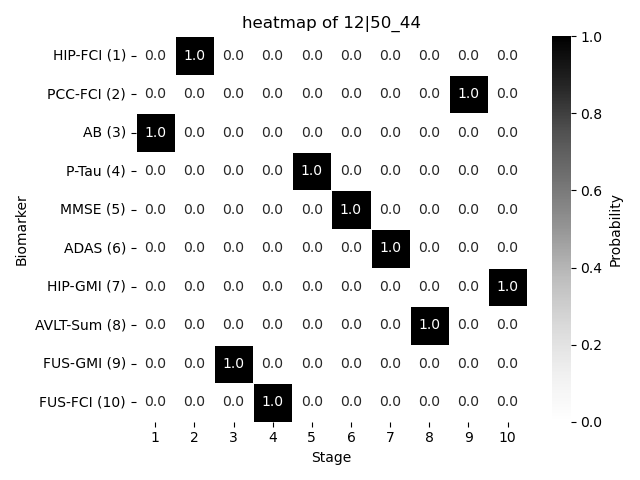 heatmap of 12|50_44
HIP-FCI (1) 0.0 1.0 0.0 0.0 0.0 0.0 0.0 0.0 0.0 0.0
PCC-FCI (2) 0.0 0.0 0.0 0.0 0.0 0.0 0.0 0.0 1.0 0.0
AB (3) 1.0 0.0 0.0 0.0 0.0 0.0 0.0 0.0 0.0 0.0
P-Tau (4) 0.0 0.0 0.0 0.0 1.0 0.0 0.0 0.0 0.0 0.0
MMSE (5) 0.0 0.0 0.0 0.0 0.0 1.0 0.0 0.0 0.0 0.0
ADAS (6) 0.0 0.0 0.0 0.0 0.0 0.0 1.0 0.0 0.0 0.0
HIP-GMI (7) 0.0 0.0 0.0 0.0 0.0 0.0 0.0 0.0 0.0 1.0
AVLT-Sum (8) 0.0 0.0 0.0 0.0 0.0 0.0 0.0 1.0 0.0 0.0
FUS-GMI (9) 0.0 0.0 1.0 0.0 0.0 0.0 0.0 0.0 0.0 0.0
FUS-FCI (10) 0.0 0.0 0.0 1.0 0.0 0.0 0.0 0.0 0.0 0.0
1 2 3 4 5 6 7 8 9 10
Stage
Biomarker
1.0
0.8
0.6
0.4
0.2
0.0
Probability